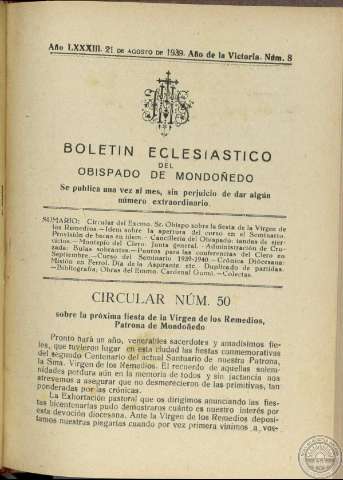 Año LXXXIII. 21 DE AGOSTO DE 1939. Año de la Victoria. Núm. 8
BOLETIN ECLESIASTICO
DEL
OBISPADO DE MONDOÑEDO
Se publica una vez al mes, sin perjuicio de dar algún
número extraordinario.
SUMARIO: Circular del Excmo. Sr. Obispo sobre la fiesta de la Virgen de
los Remedios.—Idem sobre la apertura del curso en el Seminario.
Provisión de becas en idem.—Cancillería del Obispado: tandas de ejer-
cicios.—Montepío del Clero: Junta general.—Administración de Cru-
zada: Bulas sobrantes.—Puntos para las conferencias del Clero en
Septiembre.—Curso del Seminario 1939-1940.—Crónica Diocesana:
Misión en Ferrol. Día de la Aspirante, etc. Duplicado de partidas.
—Bibliografía: Obras del Emmo. Cardenal Gomá.—Colectas.
CIRCULAR NÚM. 50
sobre la próxima fiesta de la Virgen de los Remedios,
Patrona de Mondoñedo
Pronto hará un año, venerables sacerdotes y amadísimos fie-
les, que tuvieron lugar en esta ciudad las fiestas conmemorativas
del segundo Centenario del actual Santuario de nuestra Patrona,
la Sma. Virgen de los Remedios. El recuerdo de aquellas solem-
nidades perdura aún en la memoria de todos y sin jactancia nos
atrevemos a asegurar que no desmerecieron de las primitivas, tan
ponderadas por las crónicas.
La Exhortación pastoral que os dirigimos anunciando las fies-
tas bicentenarias pudo demostraros cuánto es nuestro interés por
esta devoción diocesana. Ante la Virgen de los Remedios deposi-
tamos nuestras plegarias cuando por vez primera vinimos a vos-